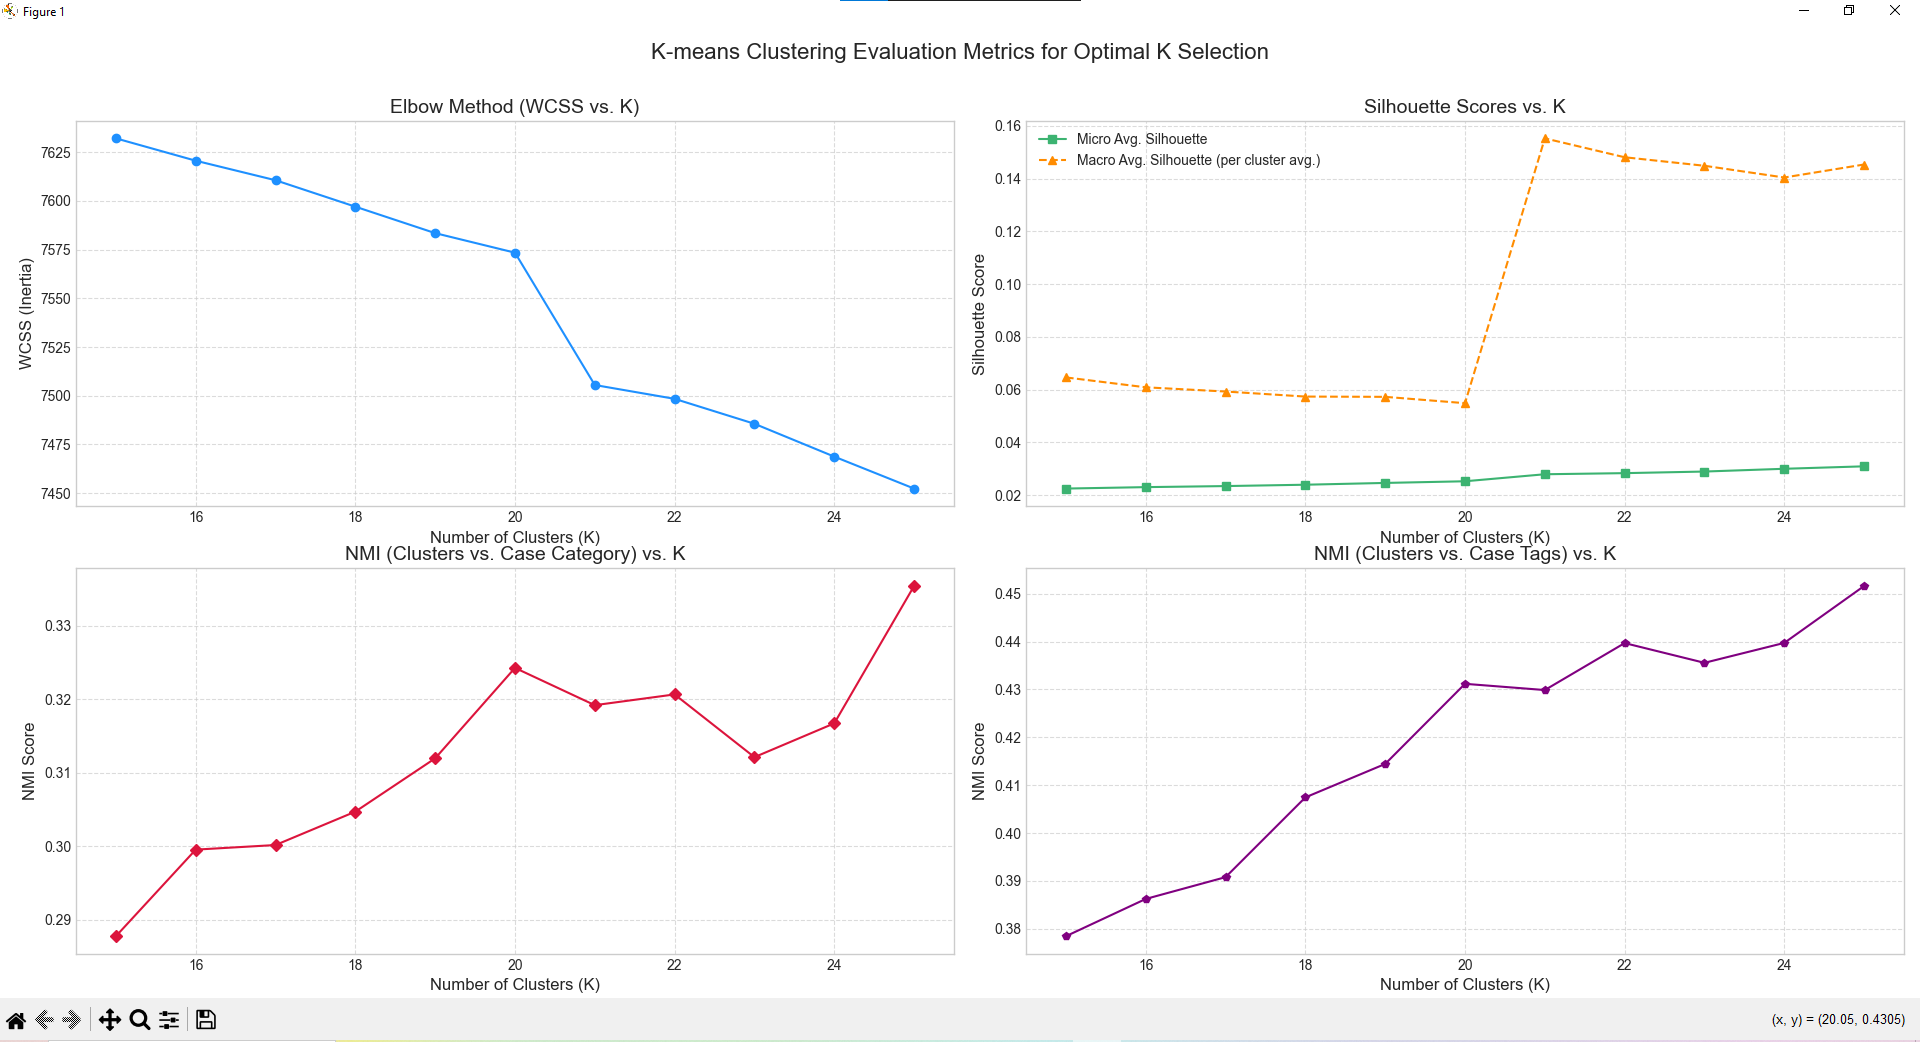 Figure 1
K-means Clustering Evaluation Metrics for Optimal K Selection
Elbow Method (WCSS vs. K)
WCSS (Inertia)
7625
7600
7575
7550
7525
7500
7475
7450
16 18 20 22 24
Number of Clusters (K)
Silhouette Scores vs. K
Micro Avg. Silhouette
Macro Avg. Silhouette (per cluster avg.)
Silhouette Score
0.16
0.14
0.12
0.10
0.08
0.06
0.04
0.02
16 18 20 22 24
Number of Clusters (K)
NMI (Clusters vs. Case Category) vs. K
NMI Score
0.33
0.32
0.31
0.30
0.29
16 18 20 22 24
Number of Clusters (K)
NMI (Clusters vs. Case Tags) vs. K
NMI Score
0.45
0.44
0.43
0.42
0.41
0.40
0.39
0.38
16 18 20 22 24
Number of Clusters (K)
(x, y) = (20.05, 0.4305)